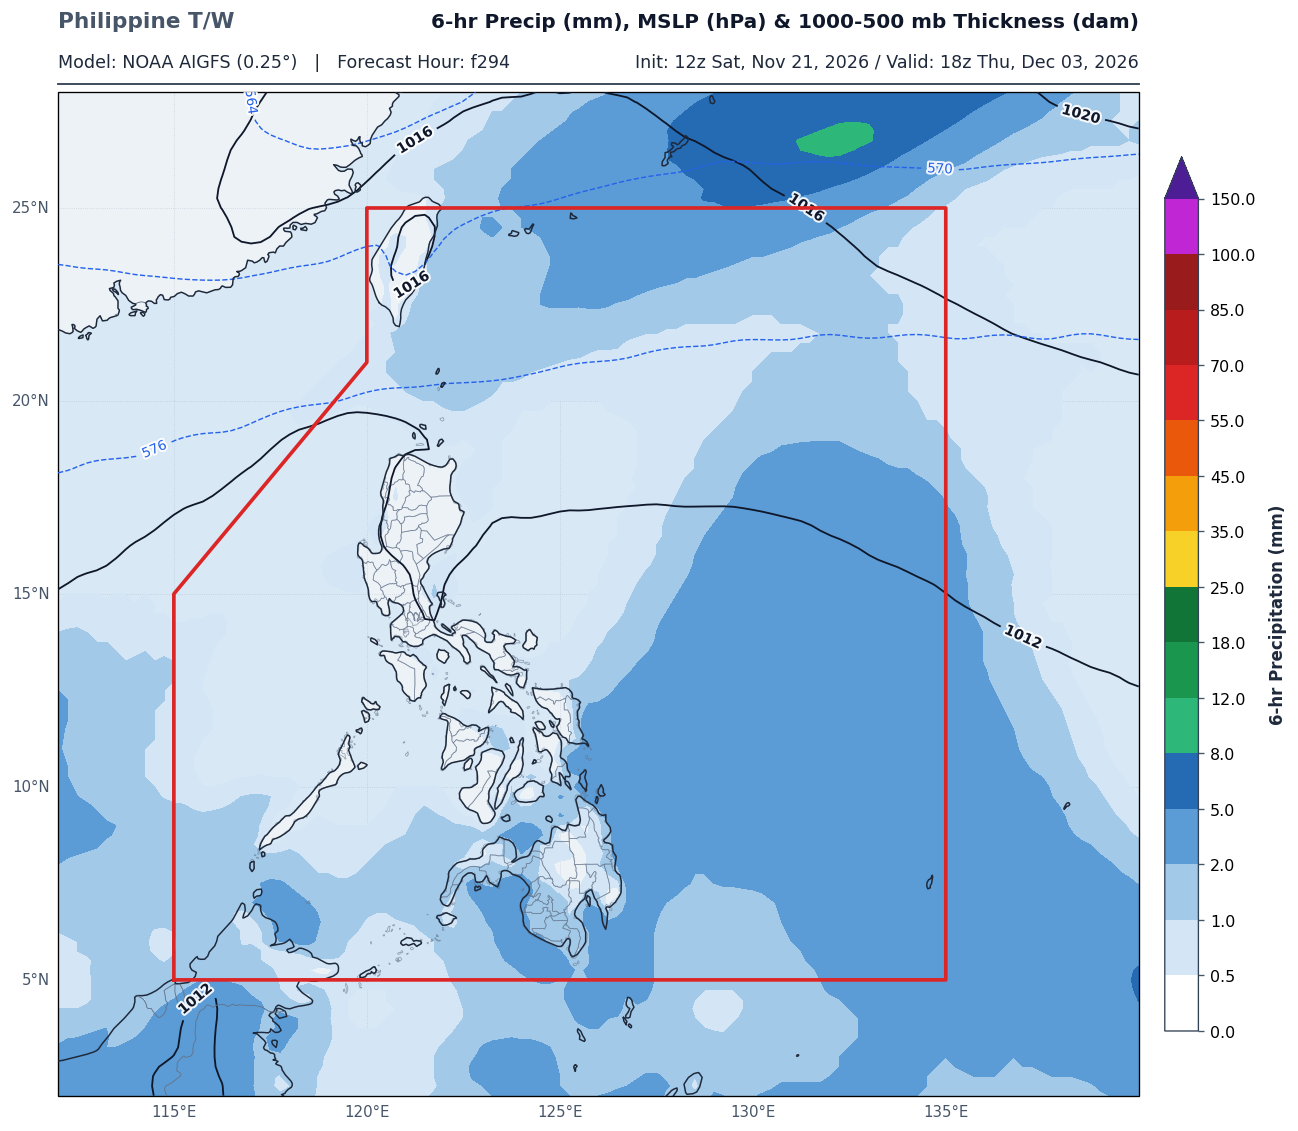 Philippine T/W
6-hr Precip (mm), MSLP (hPa) & 1000-500 mb Thickness (dam)
Model: NOAA AIGFS (0.25°) | Forecast Hour: f294
Init: 12z Sat, Nov 21, 2026 / Valid: 18z Thu, Dec 03, 2026
564
1016
1020
570
1016
1016
576
1012
1012
25°N
20°N
15°N
10°N
5°N
115°E
120°E
125°E
130°E
135°E
150.0
100.0
85.0
70.0
55.0
45.0
35.0
25.0
18.0
12.0
8.0
5.0
2.0
1.0
0.5
0.0
6-hr Precipitation (mm)